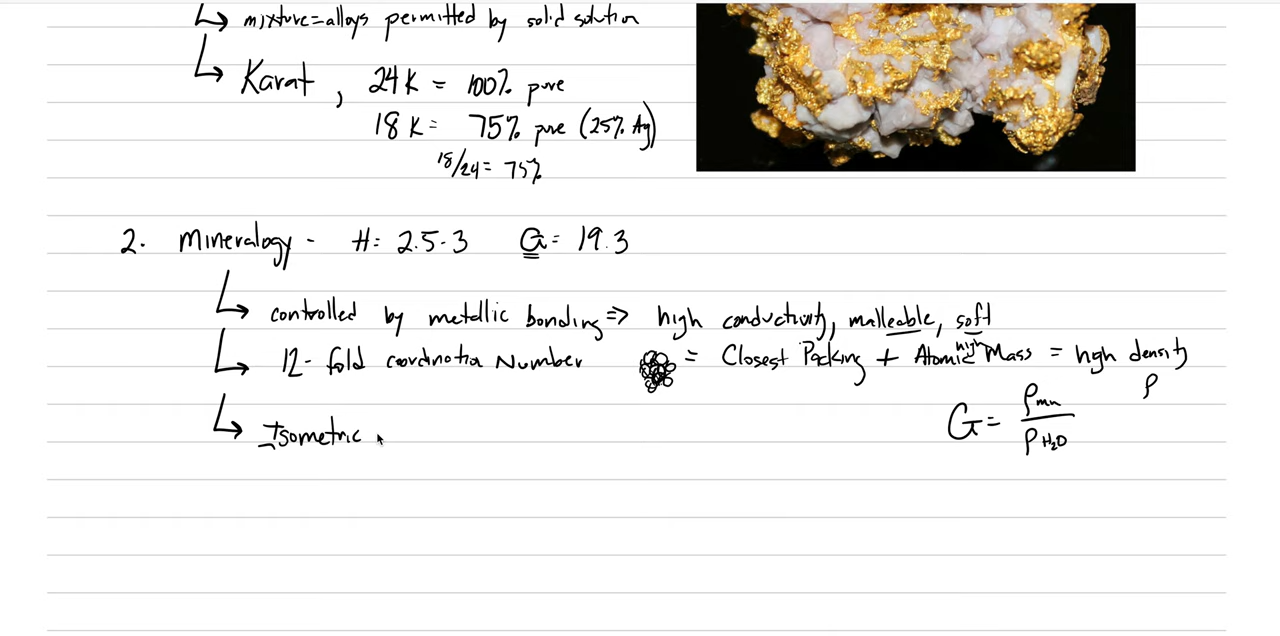 ↳ mixture=alloys permitted by solid solution
↳ Karat, 24K = 100% pure
18K = 75% pure (25% Ag)
18/24 = 75%
2. Mineralogy - H= 2.5-3 G= 19.3
↳ controlled by metallic bonding ⇒ high conductivity, malleable, soft
↳ 12-fold coordination Number = Closest Packing + Atomic high Mass = high density
ρ
G = ρmn / ρH₂O
↳ Isometric